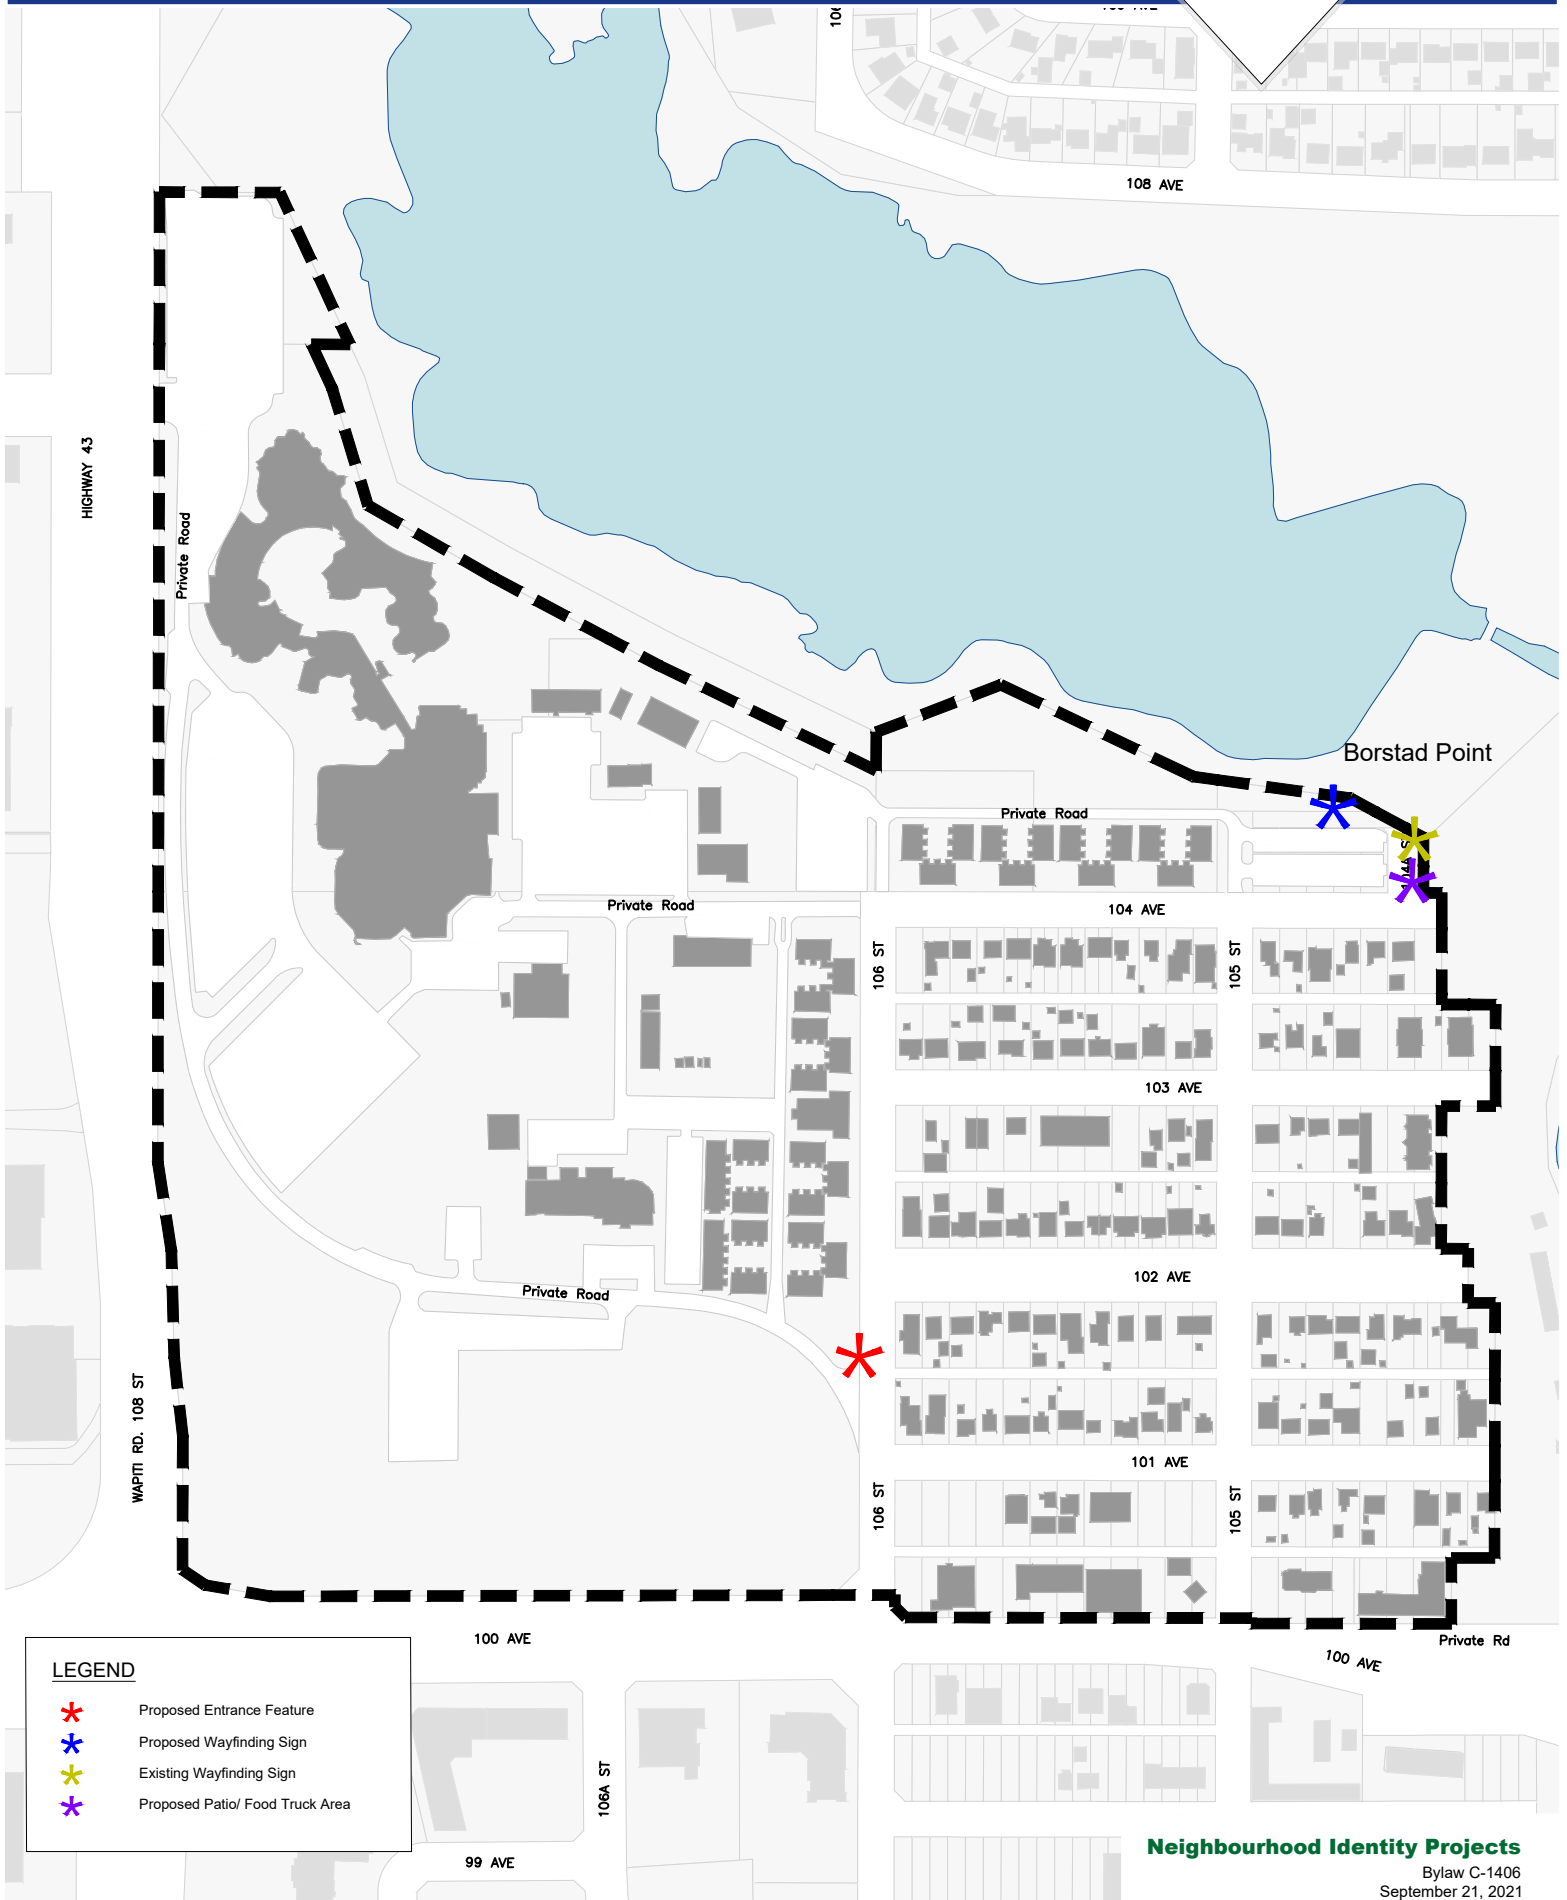 106
108 AVE
HIGHWAY 43
Private Road
Borstad Point
Private Road
Private Road
104 AVE
106 ST
105 ST
103 AVE
102 AVE
Private Road
WAPITI RD. 108 ST
101 AVE
106 ST
105 ST
100 AVE
Private Rd
100 AVE
LEGEND
Proposed Entrance Feature
Proposed Wayfinding Sign
Existing Wayfinding Sign
Proposed Patio/ Food Truck Area
106A ST
99 AVE
Neighbourhood Identity Projects
Bylaw C-1406
September 21, 2021